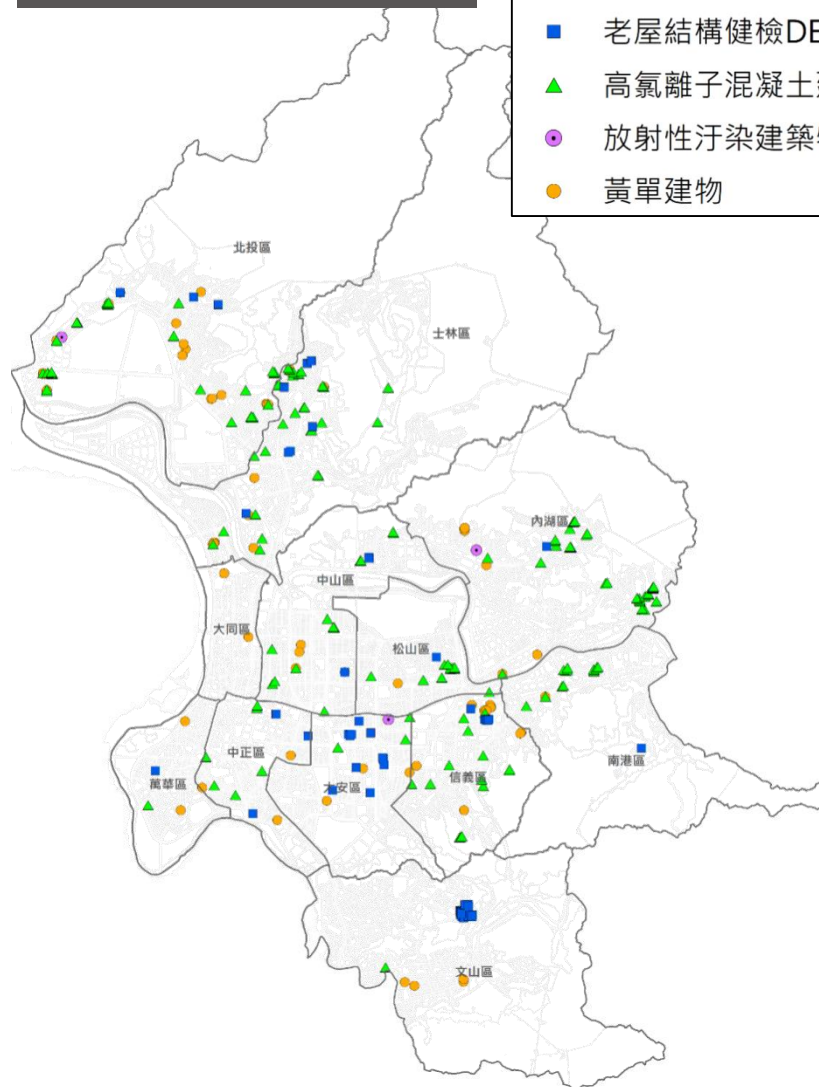 老屋結構健檢DE
高氯離子混凝土
放射性汙染建築
黃單建物
北投區
士林區
內湖區
中山區
大同區
松山區
中正區
萬華區
大安區
信義區
南港區
文山區